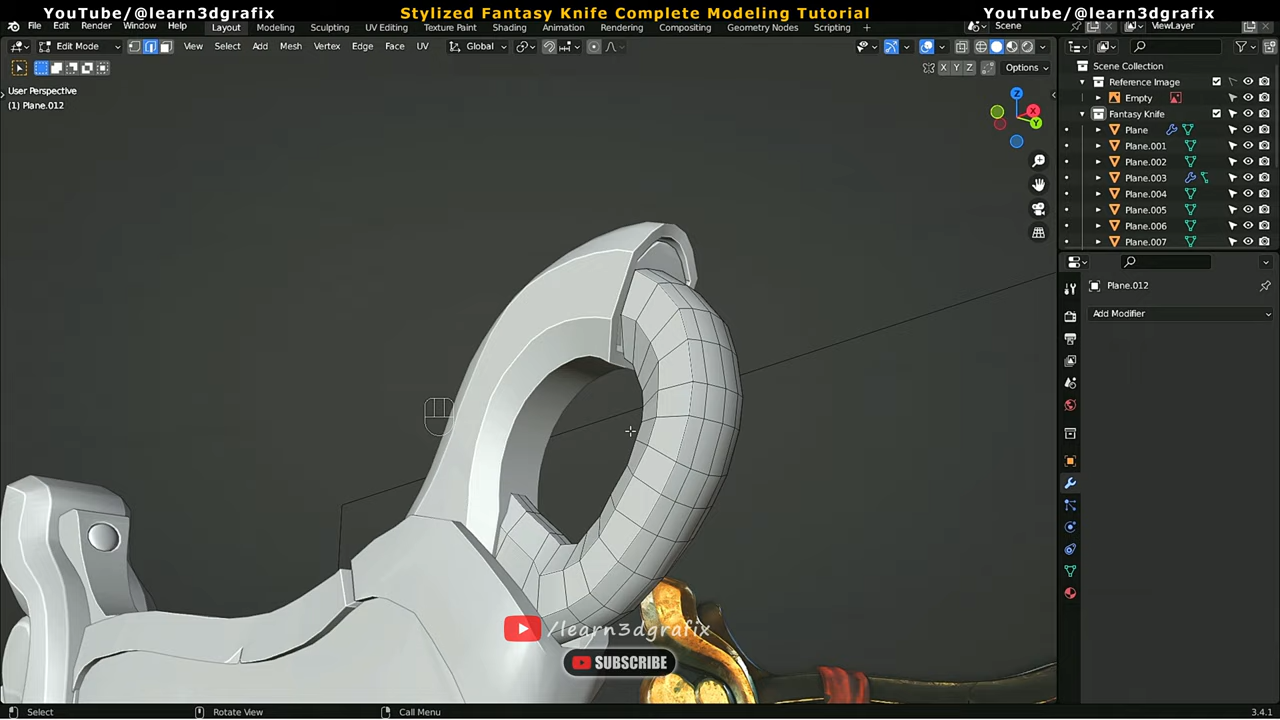 YouTube/@learn3dgrafix
Stylized Fantasy Knife Complete Modeling Tutorial
YouTube/@learn3dgrafix
File Edit Render Window Help Layout Modeling Sculpting UV Editing Texture Paint Shading Animation Rendering Compositing Geometry Nodes Scripting Scene ViewLayer
Edit Mode View Select Add Mesh Vertex Edge Face UV Global
X Y Z Options
User Perspective
(1) Plane.012
Z
X
Y
Scene Collection
Reference Image
Empty
Fantasy Knife
Plane
Plane.001
Plane.002
Plane.003
Plane.004
Plane.005
Plane.006
Plane.007
Plane.012
Add Modifier
/learn3dgrafix
SUBSCRIBE
Select Rotate View Call Menu 3.4.1